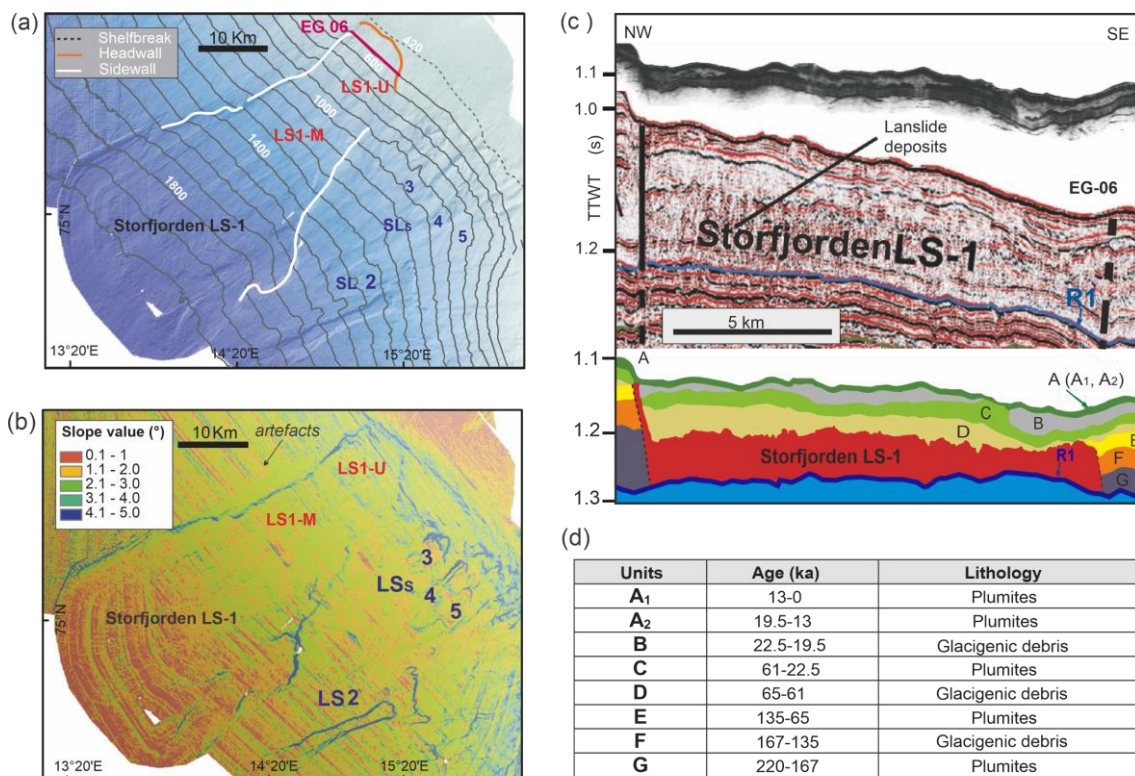 (a)
10 Km
Shelfbreak
Headwall
Sidewall
EG 06
420
600
LS1-U
1000
LS1-M
1400
1800
3
SLs
4
5
Storfjorden LS-1
SL 2
75°N
13°20'E
14°20'E
15°20'E
(b)
Slope value (°)
0.1 - 1
1.1 - 2.0
2.1 - 3.0
3.1 - 4.0
4.1 - 5.0
10Km
artefacts
LS1-U
LS1-M
3
LSs
4
5
Storfjorden LS-1
75°N
LS2
13°20'E
14°20'E
15°20'E
(c)
NW
SE
1.1
1.0
Lanslide
deposits
TTWT (s)
EG-06
StorfjordenLS-1
1.2
R1
5 km
1.1
A
A (A1, A2)
C
B
1.2
D
E
Storfjorden LS-1
R1
F
G
1.3
(d)
Units Age (ka) Lithology
A1 13-0 Plumites
A2 19.5-13 Plumites
B 22.5-19.5 Glacigenic debris
C 61-22.5 Plumites
D 65-61 Glacigenic debris
E 135-65 Plumites
F 167-135 Glacigenic debris
G 220-167 Plumites